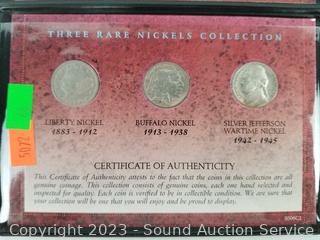 THREE RARE NICKELS COLLECTION
LIBERTY NICKEL
1883 - 1912
BUFFALO NICKEL
1913 - 1938
SILVER JEFFERSON
WARTIME NICKEL
1942 - 1945
5072
CERTIFICATE OF AUTHENTICITY
This Certificate of Authenticity attests to the fact that the coins in this collection are all
genuine coinage. This collection consists of genuine coins, each one hand selected and
inspected for quality. Each coin is verified to be in collectible condition. We are sure that
your collection will be one that you will enjoy and be proud to display.
Copyright 2023 - Sound Auction Service